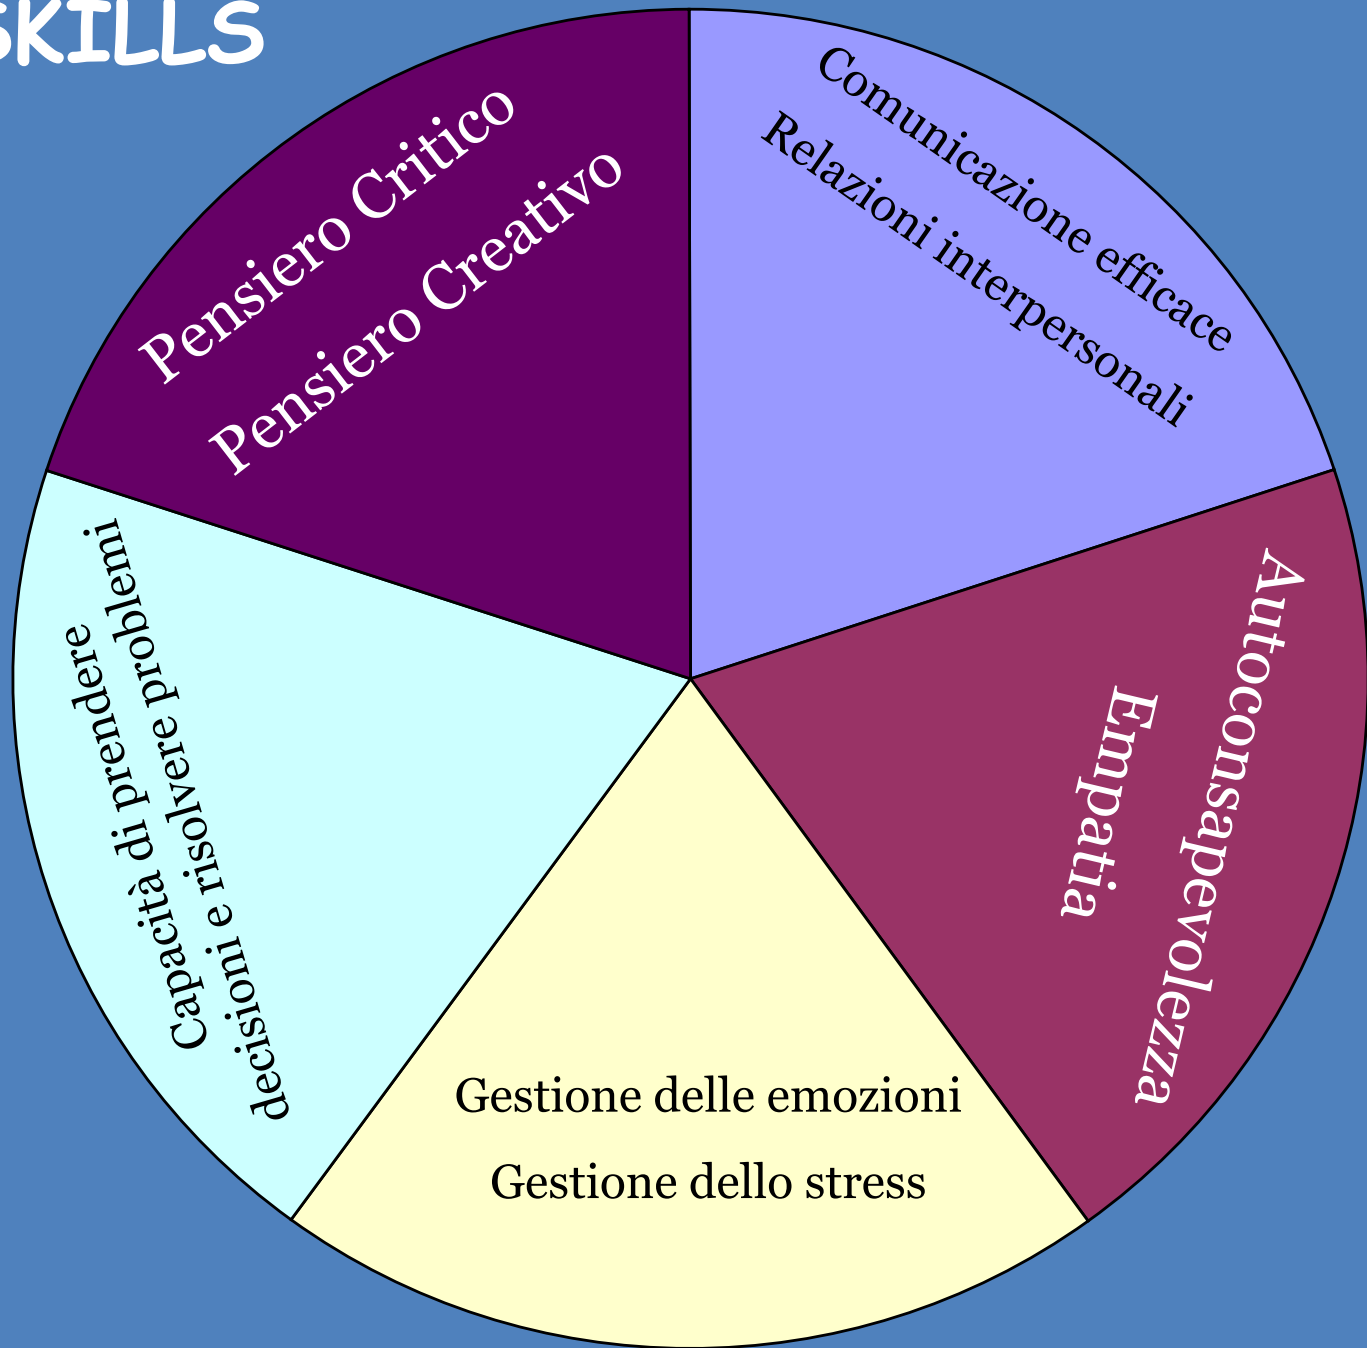 SKILLS
Pensiero Critico
Pensiero Creativo
Comunicazione efficace
Relazioni interpersonali
Autoconsapevolezza
Empatia
Gestione delle emozioni
Gestione dello stress
Capacità di prendere
decisioni e risolvere problemi